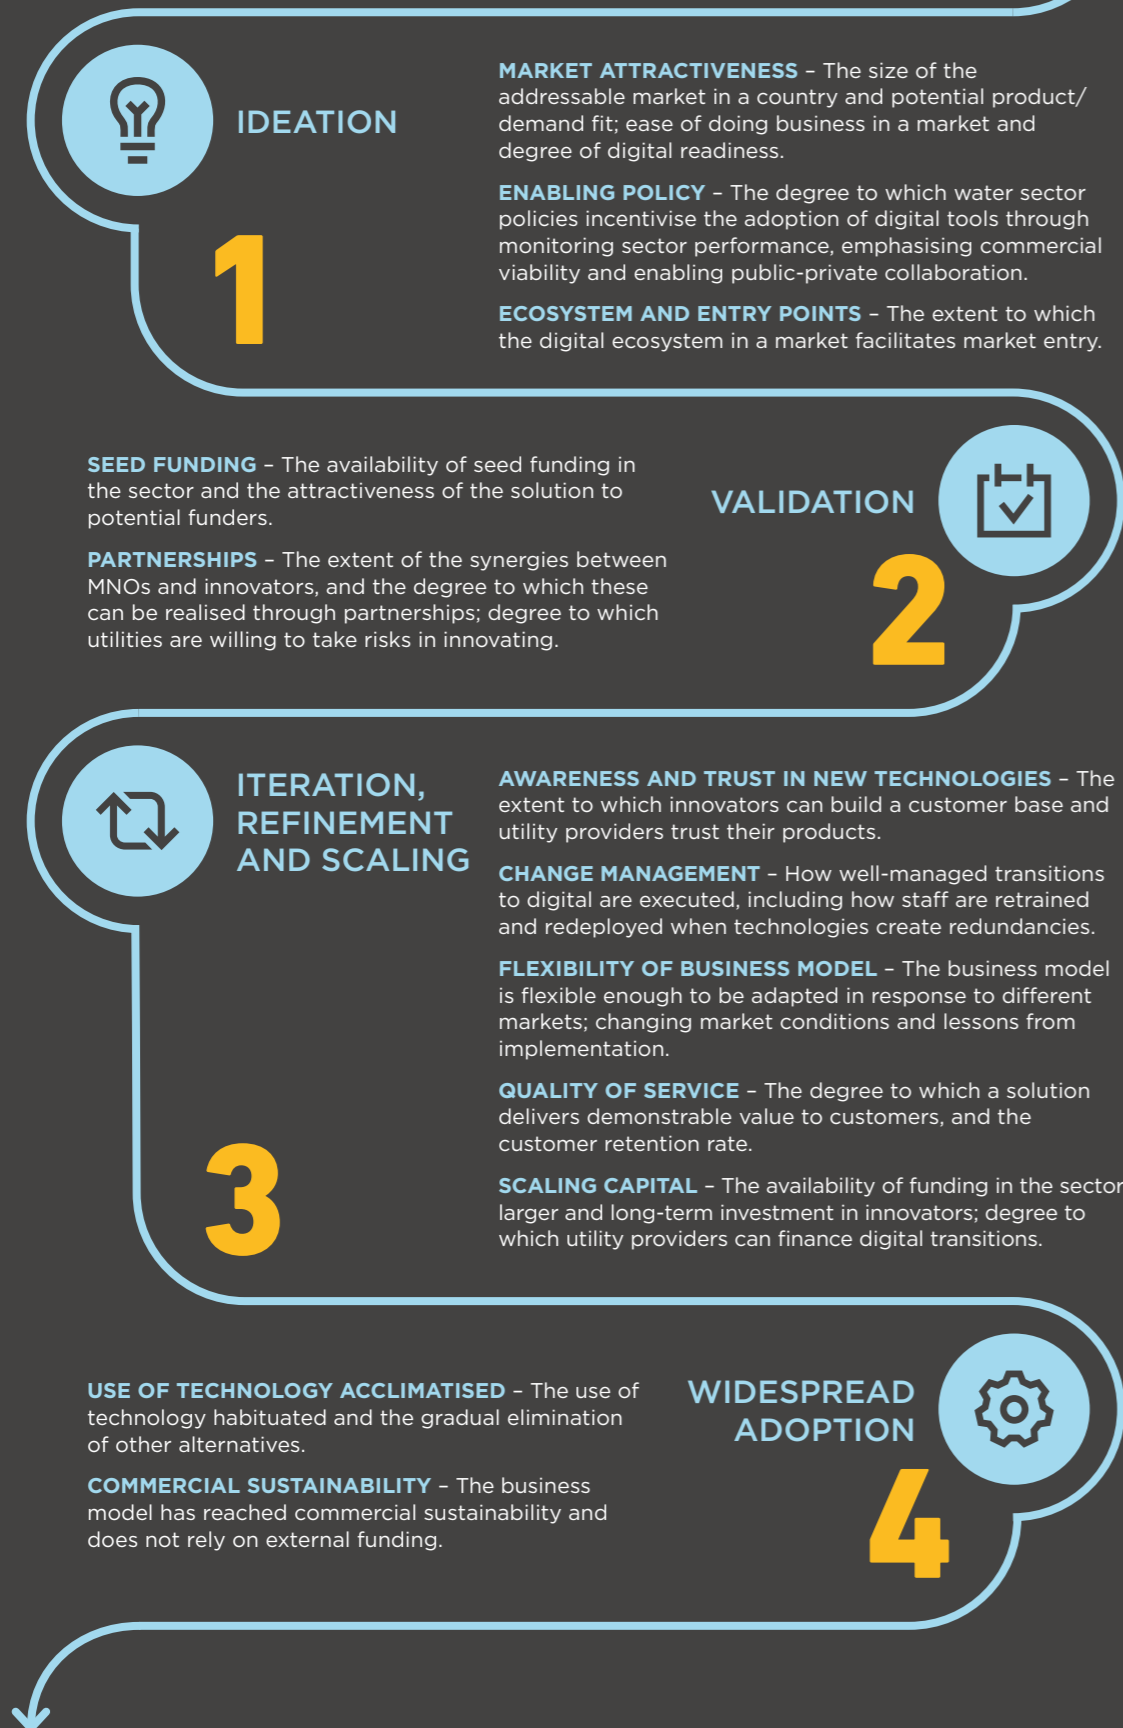 IDEATION
1
MARKET ATTRACTIVENESS – The size of the
addressable market in a country and potential product/
demand fit; ease of doing business in a market and
degree of digital readiness.
ENABLING POLICY – The degree to which water sector
policies incentivise the adoption of digital tools through
monitoring sector performance, emphasising commercial
viability and enabling public-private collaboration.
ECOSYSTEM AND ENTRY POINTS – The extent to which
the digital ecosystem in a market facilitates market entry.
VALIDATION
2
SEED FUNDING – The availability of seed funding in
the sector and the attractiveness of the solution to
potential funders.
PARTNERSHIPS – The extent of the synergies between
MNOs and innovators, and the degree to which these
can be realised through partnerships; degree to which
utilities are willing to take risks in innovating.
ITERATION,
REFINEMENT
AND SCALING
3
AWARENESS AND TRUST IN NEW TECHNOLOGIES – The
extent to which innovators can build a customer base and
utility providers trust their products.
CHANGE MANAGEMENT – How well-managed transitions
to digital are executed, including how staff are retrained
and redeployed when technologies create redundancies.
FLEXIBILITY OF BUSINESS MODEL – The business model
is flexible enough to be adapted in response to different
markets; changing market conditions and lessons from
implementation.
QUALITY OF SERVICE – The degree to which a solution
delivers demonstrable value to customers, and the
customer retention rate.
SCALING CAPITAL – The availability of funding in the sector
larger and long-term investment in innovators; degree to
which utility providers can finance digital transitions.
WIDESPREAD
ADOPTION
4
USE OF TECHNOLOGY ACCLIMATISED – The use of
technology habituated and the gradual elimination
of other alternatives.
COMMERCIAL SUSTAINABILITY – The business
model has reached commercial sustainability and
does not rely on external funding.